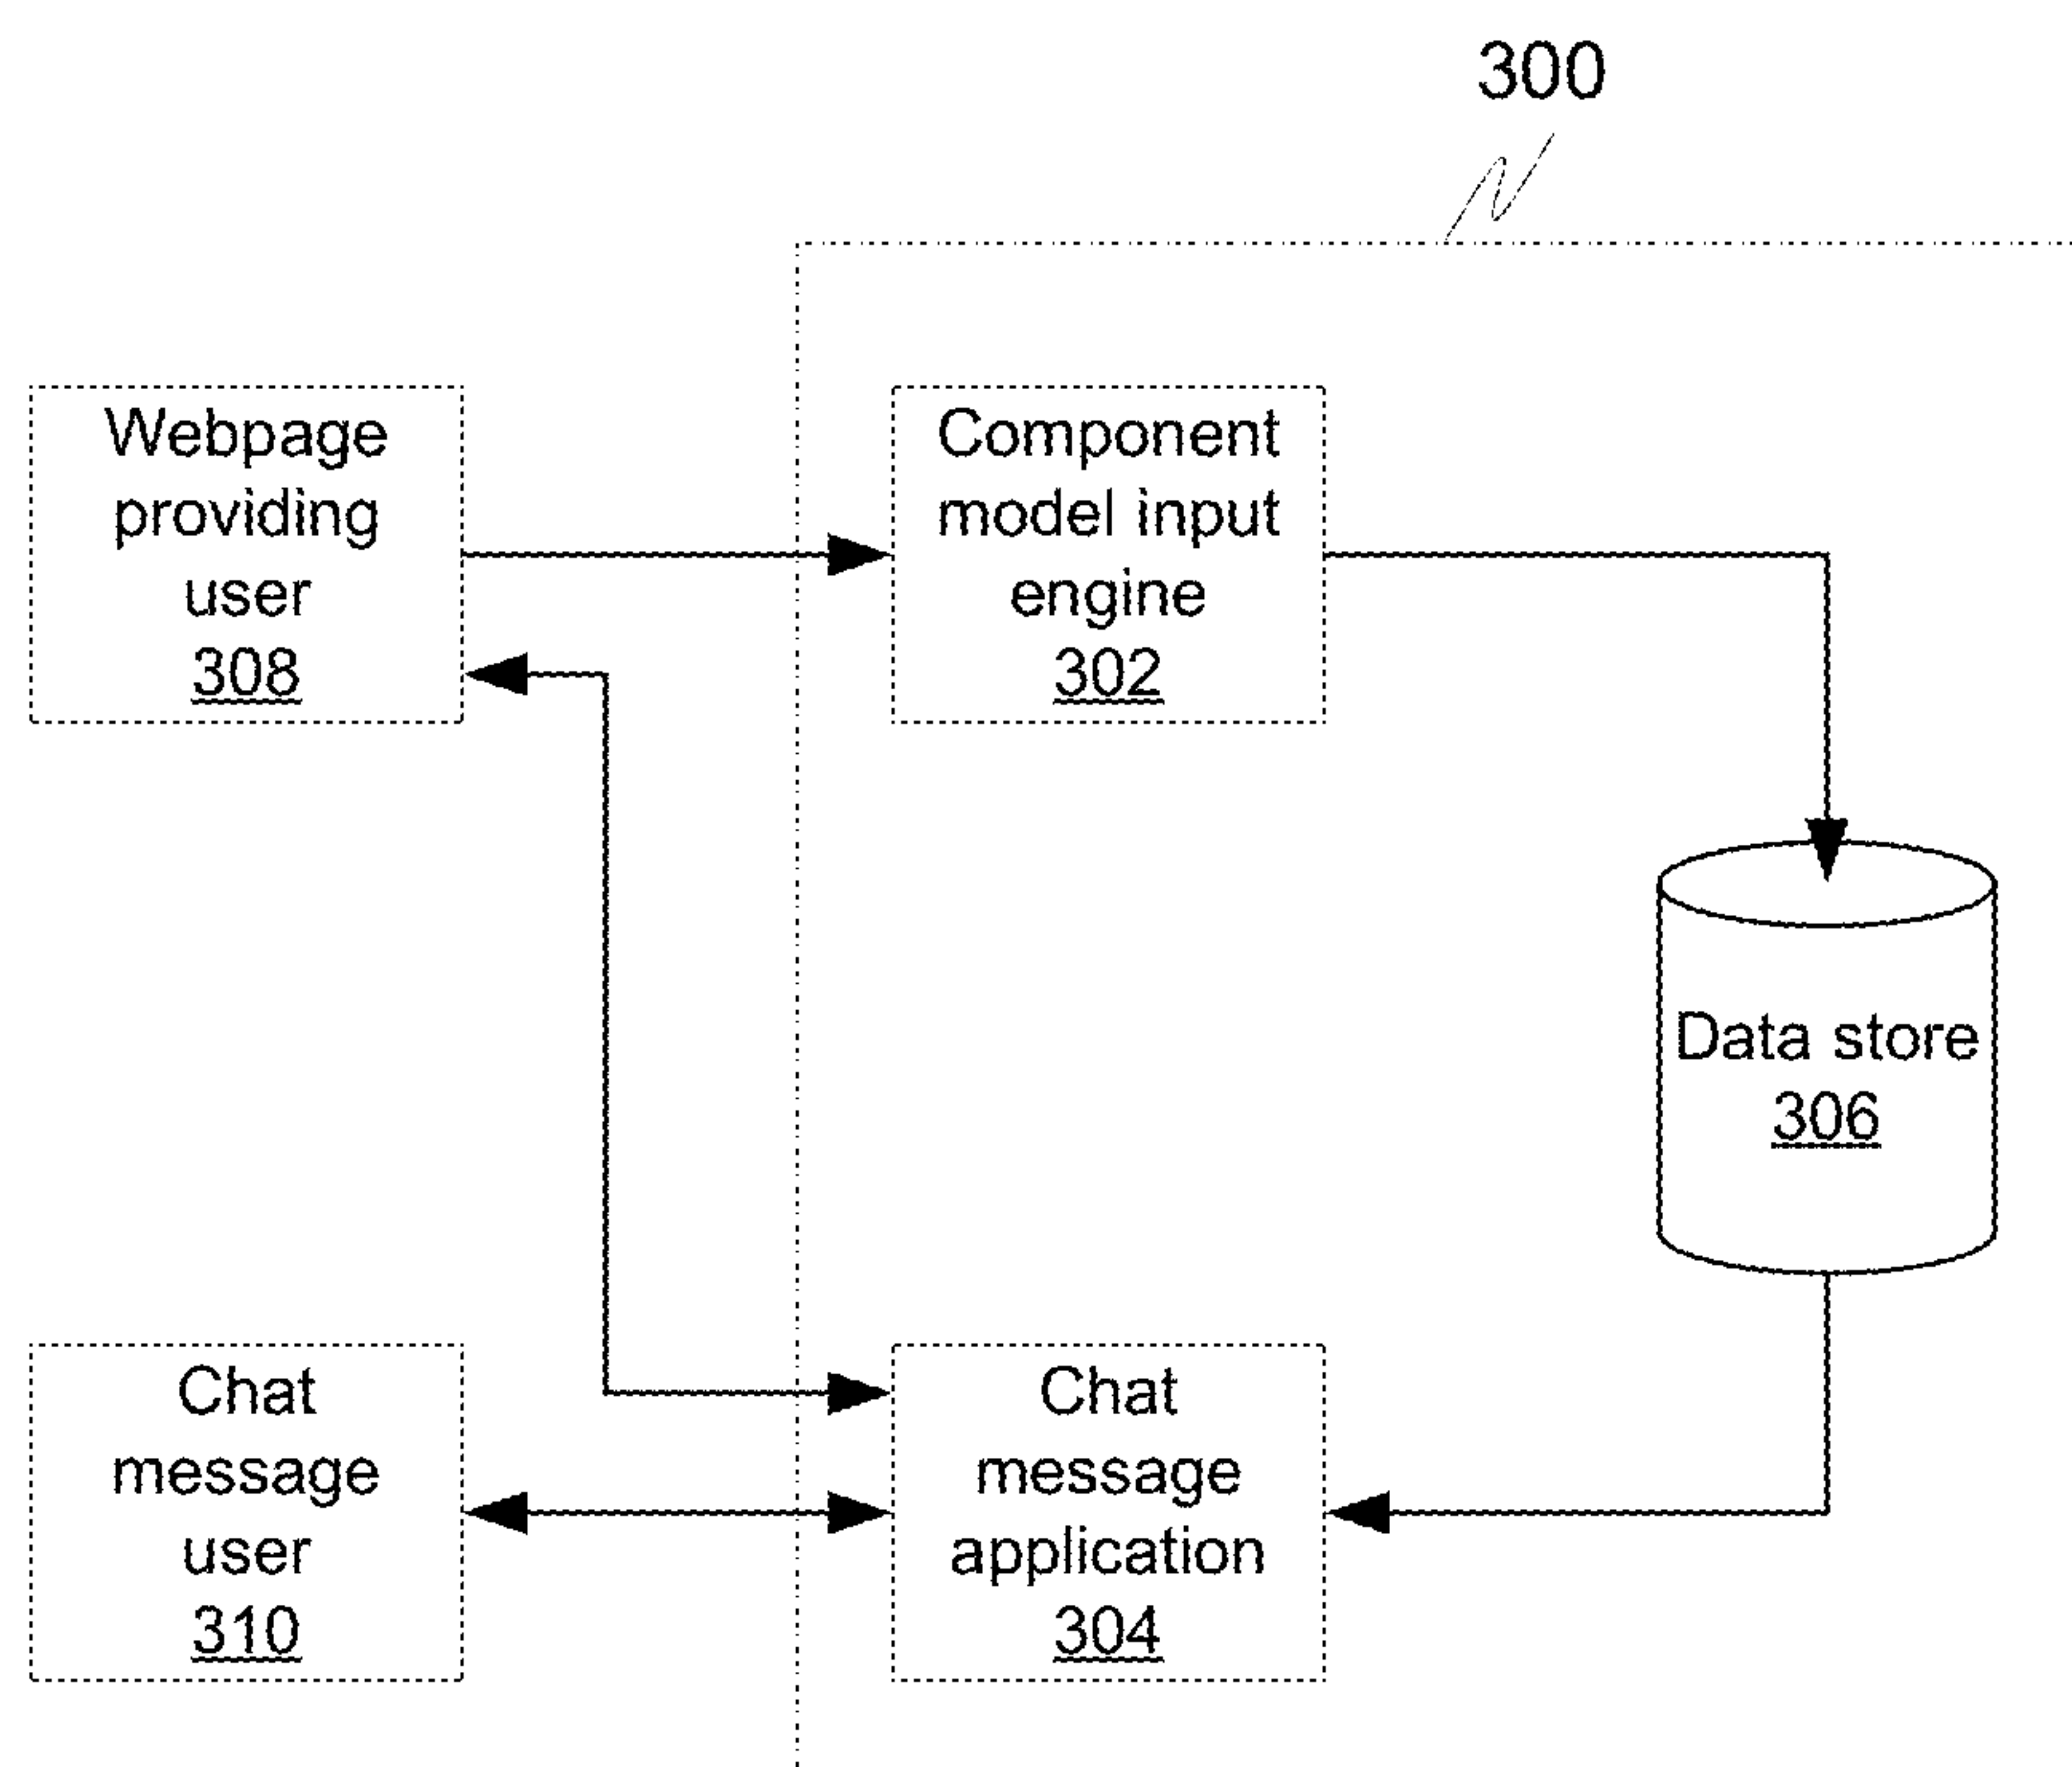 300
Webpage
providing
user
308
Component
model input
engine
302
Data store
306
Chat
message
user
310
Chat
message
application
304